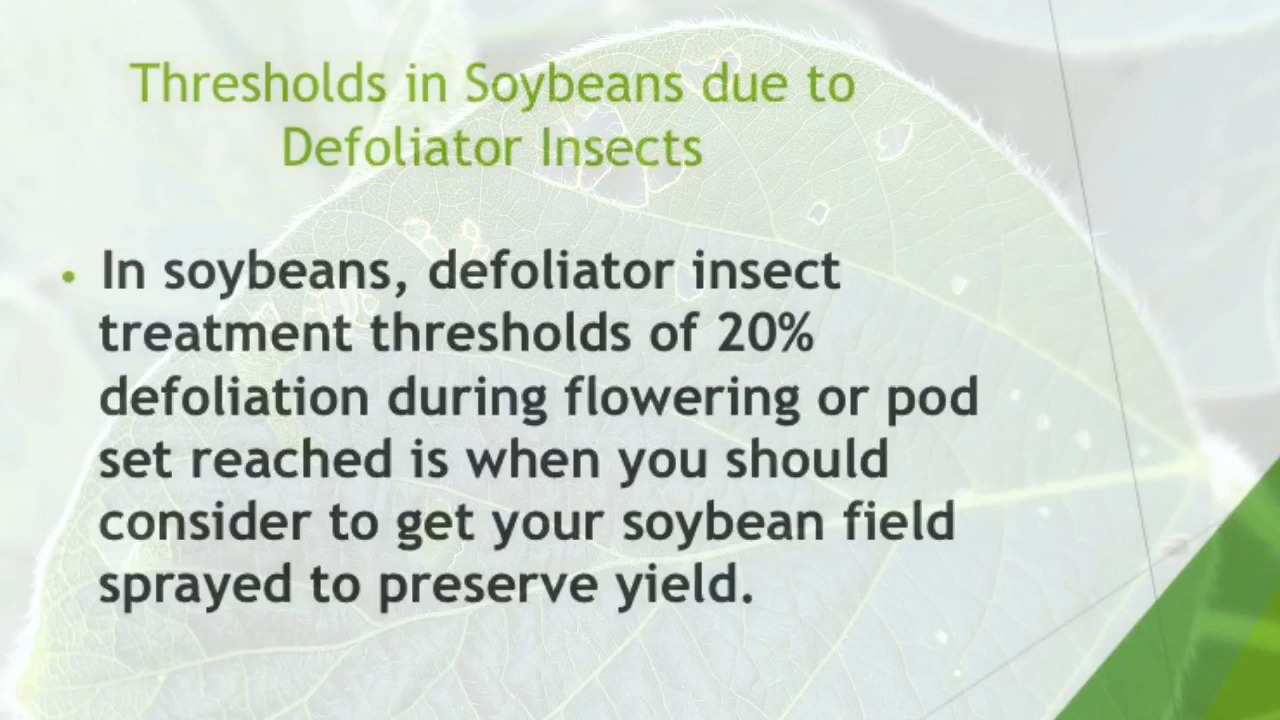 Thresholds in Soybeans due to
Defoliator Insects
• In soybeans, defoliator insect
treatment thresholds of 20%
defoliation during flowering or pod
set reached is when you should
consider to get your soybean field
sprayed to preserve yield.